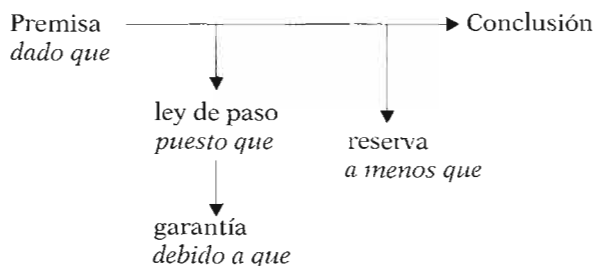 Premisa
Conclusión
dado que
ley de paso
puesto que
reserva
a menos que
garantía
debido a que